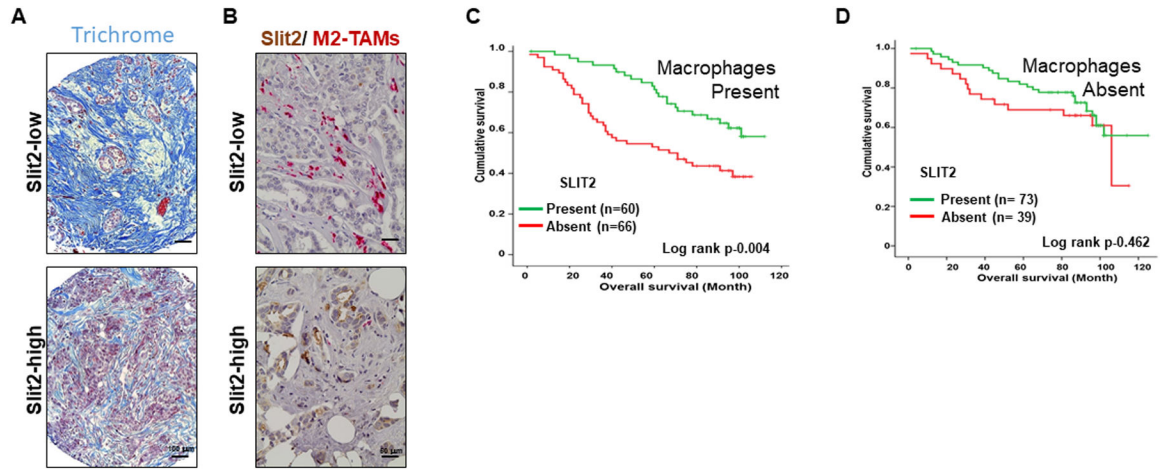 A
Trichrome
Slit2-low
Slit2-high
100 µm
B
Slit2/ M2-TAMs
Slit2-low
Slit2-high
50 µm
C
Macrophages
Present
Cumulative survival
1.0
0.8
0.6
0.4
0.2
0
SLIT2
Present (n=60)
Absent (n=66)
Log rank p-0.004
0 20 40 60 80 100 120
Overall survival (Month)
D
Macrophages
Absent
Cumulative survival
1.0
0.8
0.6
0.4
0.2
0
SLIT2
Present (n= 73)
Absent (n= 39)
Log rank p-0.462
0 20 40 60 80 100 120
Overall survival (Month)